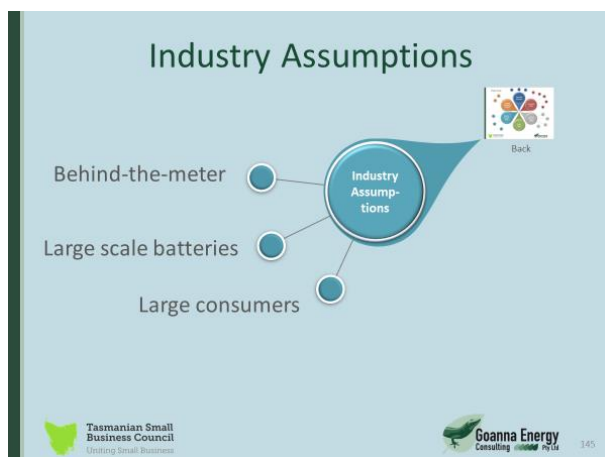 Industry Assumptions
Back
Behind-the-meter
Industry
Assump-
tions
Large scale batteries
Large consumers
Tasmanian Small
Business Council
Uniting Small Business
Goanna Energy
Consulting Pty Ltd
145